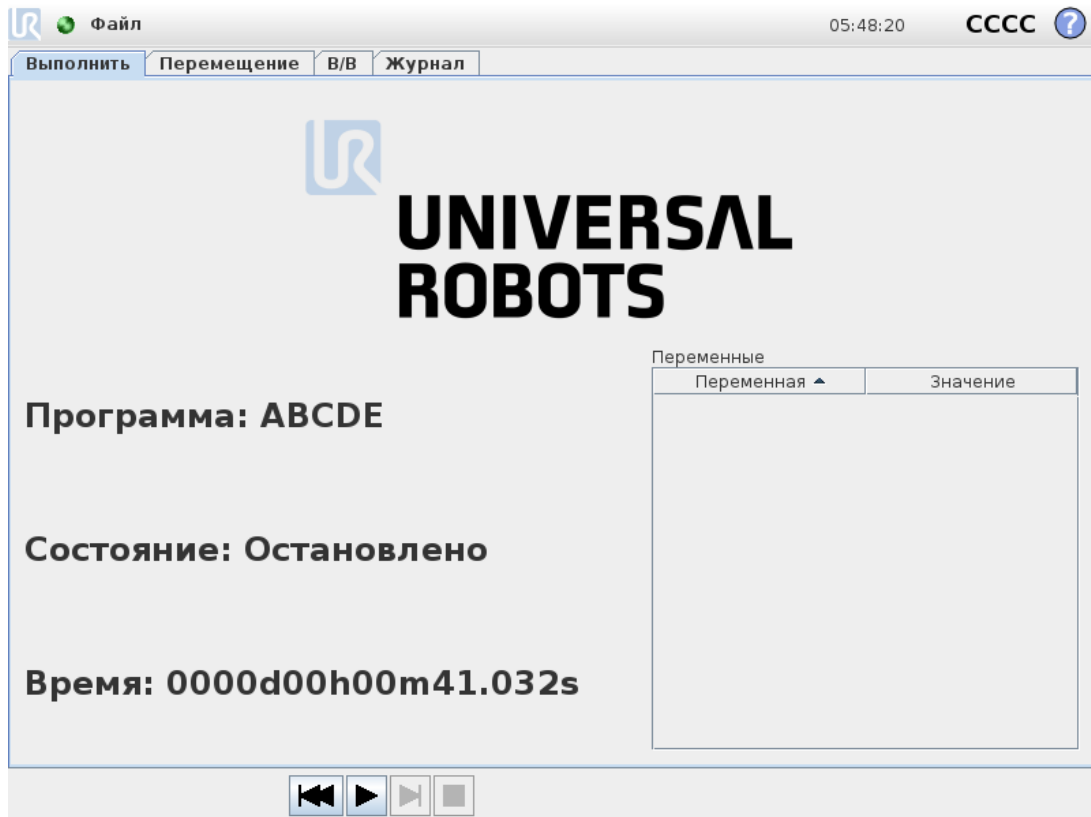 Файл 05:48:20 CCCC ?
Выполнить Перемещение В/В Журнал
UR
UNIVERSAL
ROBOTS
Переменные
Переменная Значение
Программа: ABCDE
Состояние: Остановлено
Время: 0000d00h00m41.032s